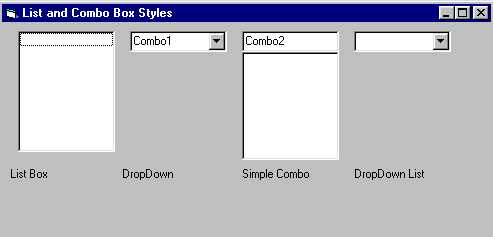 List and Combo Box Styles
Combo1 Combo2
List Box DropDown Simple Combo DropDown List